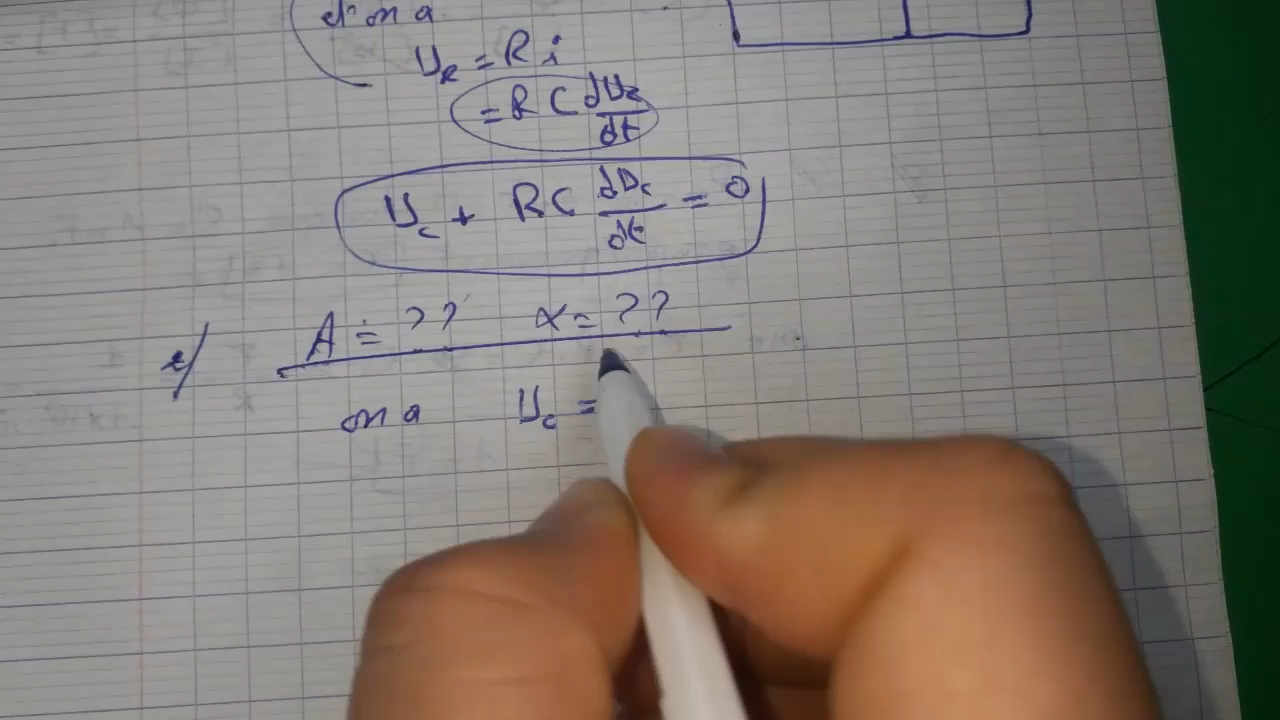 d'on a
U_R = R i
= R C dU_c/dt
U_c + R C dU_c/dt = 0
A = ?? α = ??
on a U_c =